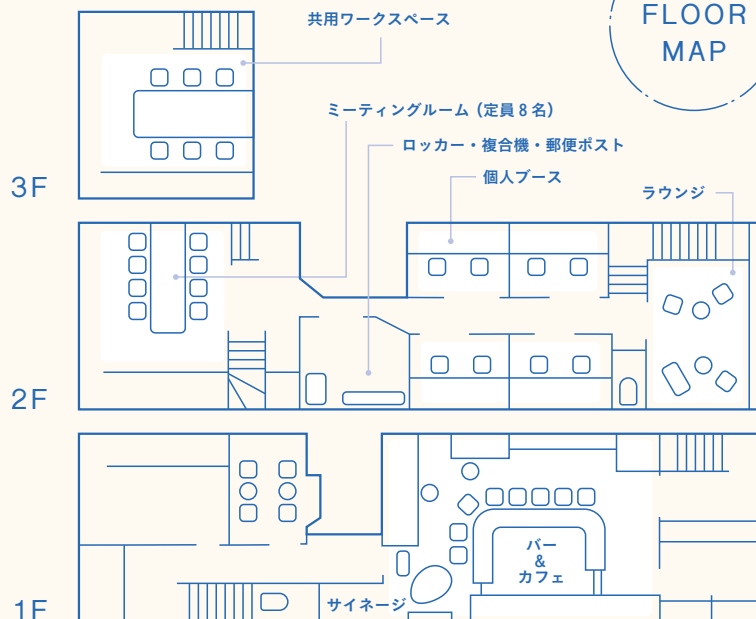 FLOOR
MAP
共用ワークスペース
ミーティングルーム（定員8名）
ロッカー・複合機・郵便ポスト
個人ブース
ラウンジ
3F
2F
バー
&
カフェ
サイネージ
1F